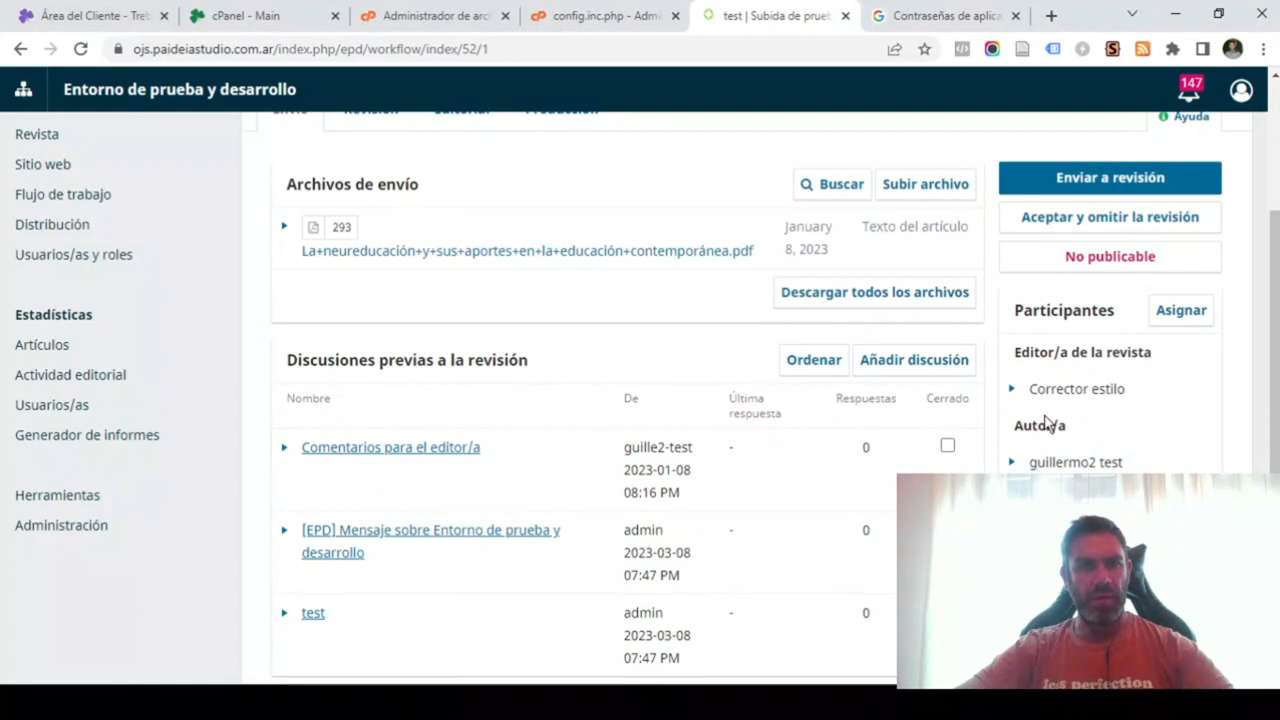 Área del Cliente - Tre
cPanel - Main
Administrador de arc
config.inc.php - Admi
test | Subida de prueb
Contraseñas de aplica
ojs.paideiastudio.com.ar/index.php/epd/workflow/index/52/1
Entorno de prueba y desarrollo
147
Ayuda
Revista
Sitio web
Flujo de trabajo
Distribución
Usuarios/as y roles
Estadísticas
Artículos
Actividad editorial
Usuarios/as
Generador de informes
Herramientas
Administración
Archivos de envío
Buscar
Subir archivo
293
La+neureducación+y+sus+aportes+en+la+educación+contemporánea.pdf
January
8, 2023
Texto del artículo
Descargar todos los archivos
Discusiones previas a la revisión
Ordenar
Añadir discusión
Nombre
De
Última
respuesta
Respuestas
Cerrado
Comentarios para el editor/a
guille2-test
2023-01-08
08:16 PM
-
0
[EPD] Mensaje sobre Entorno de prueba y
desarrollo
admin
2023-03-08
07:47 PM
-
0
test
admin
2023-03-08
07:47 PM
-
0
Enviar a revisión
Aceptar y omitir la revisión
No publicable
Participantes
Asignar
Editor/a de la revista
Corrector estilo
Autor/a
guillermo2 test
less perfection